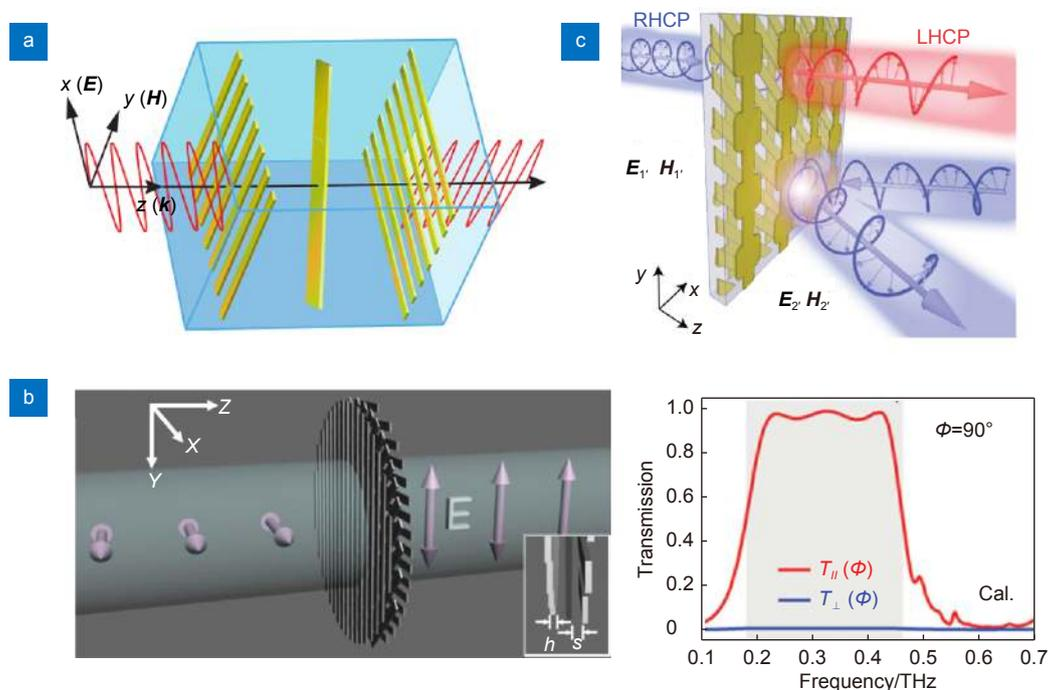 a
x (E)
y (H)
z (k)
c
RHCP
LHCP
E1' H1'
y
x
z
E2' H2'
b
Z
X
Y
E
h
s
Transmission
1.0
0.8
0.6
0.4
0.2
0
Φ=90°
T// (Φ)
T⊥ (Φ)
Cal.
0.1 0.2 0.3 0.4 0.5 0.6 0.7
Frequency/THz